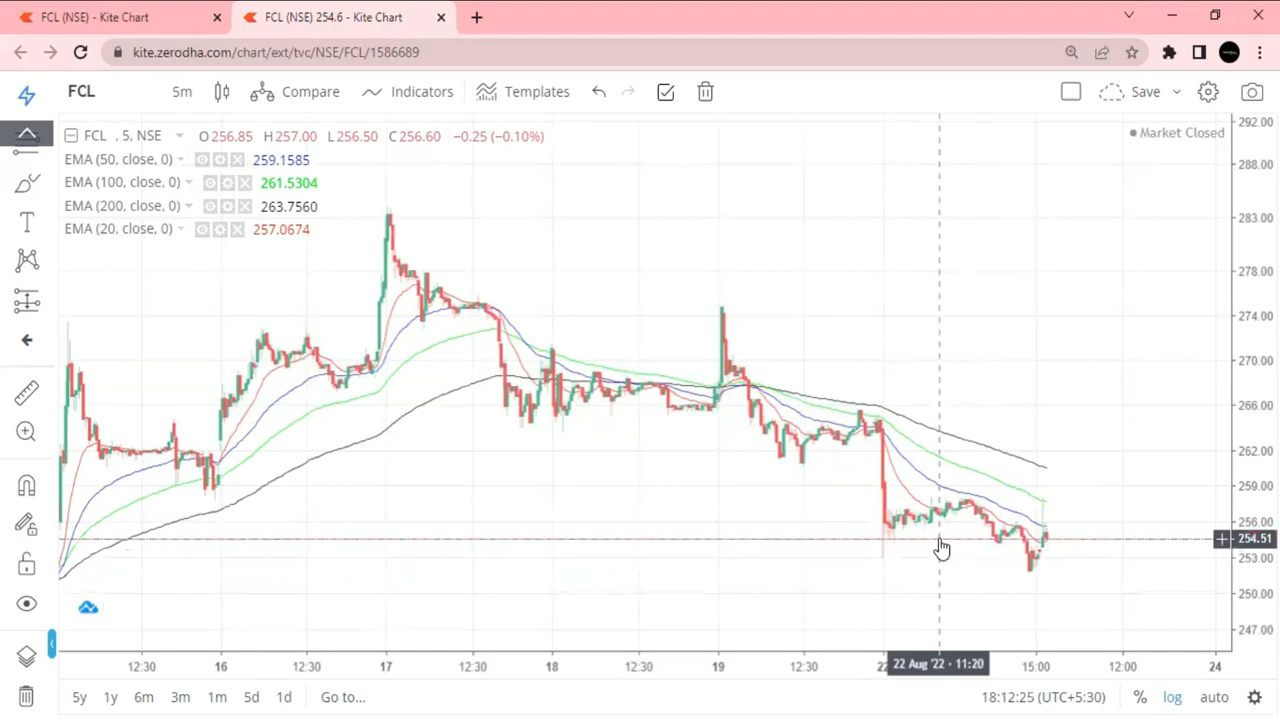 FCL (NSE) - Kite Chart
FCL (NSE) 254.6 - Kite Chart
kite.zerodha.com/chart/ext/tvc/NSE/FCL/1586689
FCL 5m Compare Indicators Templates Save
FCL , 5, NSE O256.85 H257.00 L256.50 C256.60 −0.25 (−0.10%)
Market Closed
EMA (50, close, 0) 259.1585
EMA (100, close, 0) 261.5304
EMA (200, close, 0) 263.7560
EMA (20, close, 0) 257.0674
292.00
288.00
283.00
278.00
274.00
270.00
266.00
262.00
259.00
256.00
254.51
253.00
250.00
247.00
12:30 16 12:30 17 12:30 18 12:30 19 12:30 22 Aug '22 · 11:20 15:00 12:00 24
5y 1y 6m 3m 1m 5d 1d Go to... 18:12:25 (UTC+5:30) % log auto